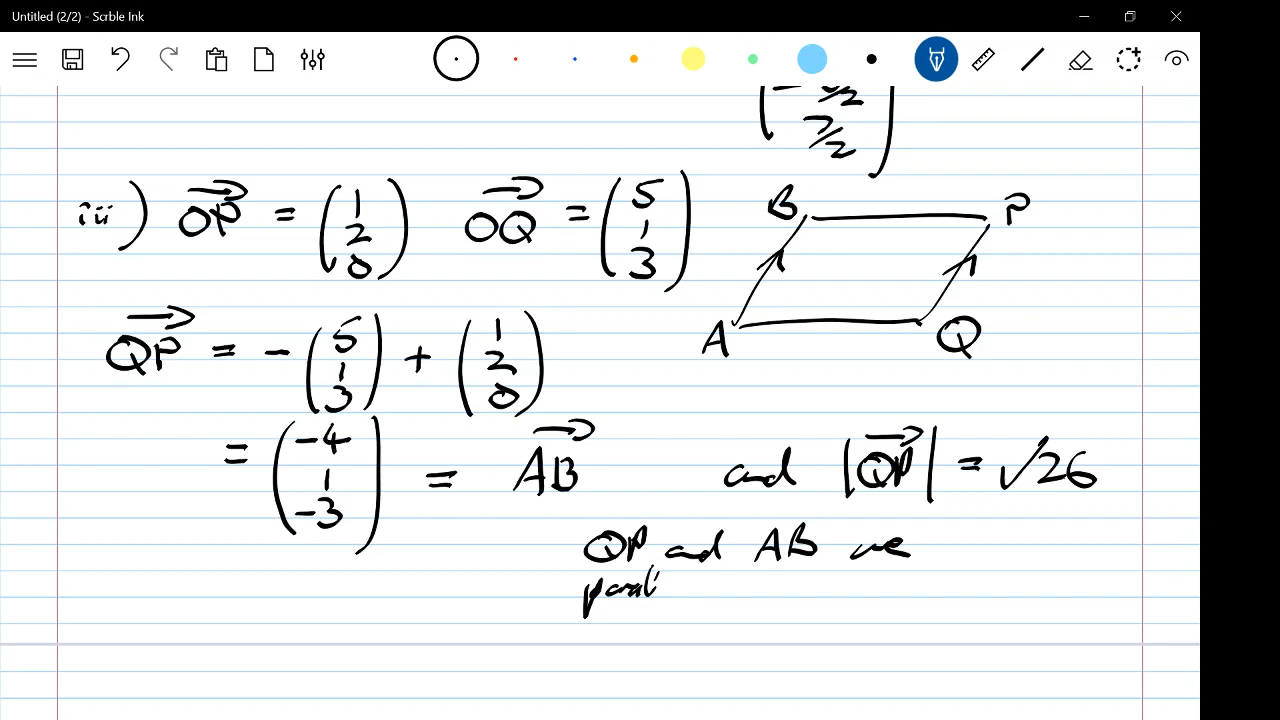 Untitled (2/2) - Scrble Ink
7/2
iii) OP = (1 2 0) OQ = (5 1 3)
B P
A Q
QP = - (5 1 3) + (1 2 0)
= (-4 1 -3) = AB and |QP| = √26
QP and AB are
paral